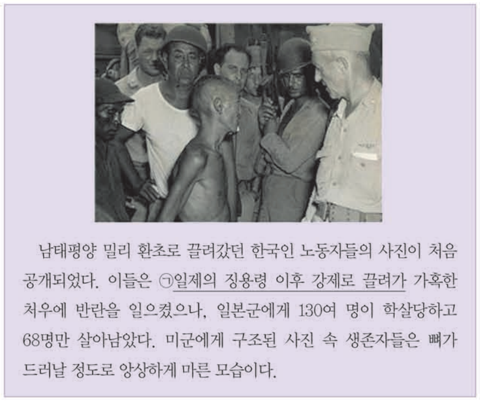 남태평양 밀리 환초로 끌려갔던 한국인 노동자들의 사진이 처음
공개되었다. 이들은 ㉠일제의 징용령 이후 강제로 끌려가 가혹한
처우에 반란을 일으켰으나, 일본군에게 130여 명이 학살당하고
68명만 살아남았다. 미군에게 구조된 사진 속 생존자들은 뼈가
드러날 정도로 앙상하게 마른 모습이다.